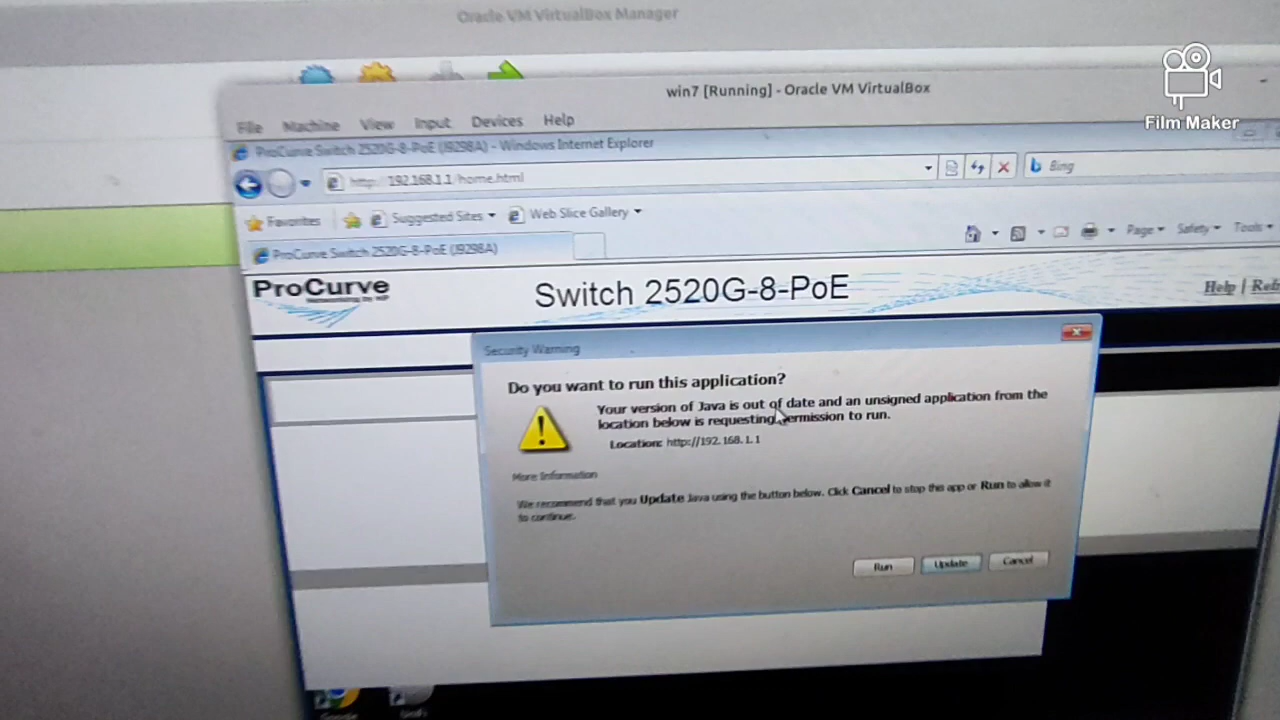 Oracle VM VirtualBox Manager
Film Maker
win7 [Running] - Oracle VM VirtualBox
File Machine View Input Devices Help
ProCurve Switch 2520G-8-PoE (J9298A) - Windows Internet Explorer
http://192.168.1.1/home.html
Bing
Favorites Suggested Sites Web Slice Gallery
ProCurve Switch 2520G-8-PoE (J9298A)
Page Safety Tools
ProCurve
Networking by HP
Switch 2520G-8-PoE
Help |
Security Warning
Do you want to run this application?
Your version of Java is out of date and an unsigned application from the
location below is requesting permission to run.
Location: http://192.168.1.1
More Information
We recommend that you Update Java using the button below. Click Cancel to stop this app or Run to allow it
to continue.
Run Update Cancel